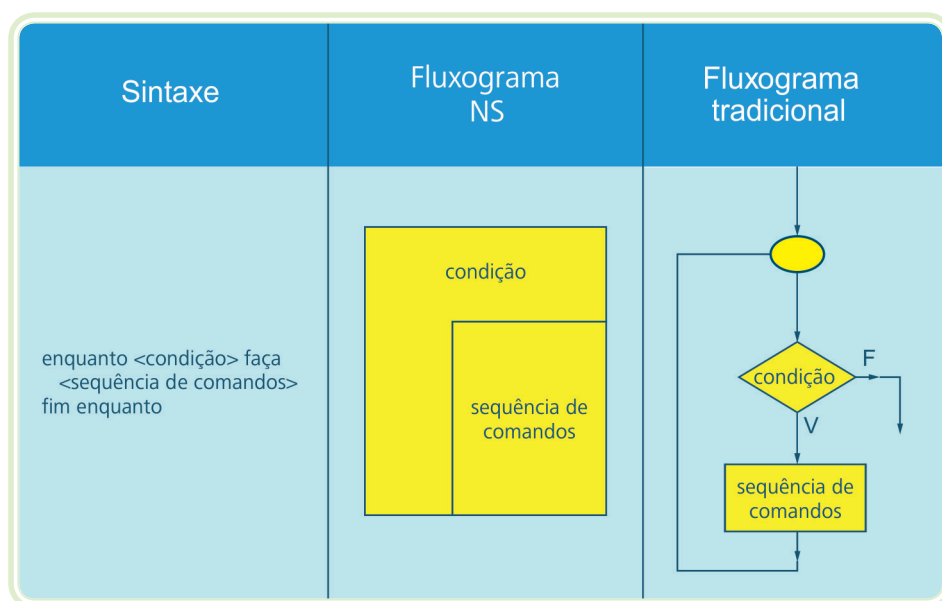 Sintaxe
Fluxograma
NS
Fluxograma
tradicional
enquanto <condição> faça
<sequência de comandos>
fim enquanto
condição
sequência de
comandos
condição
F
V
sequência de
comandos